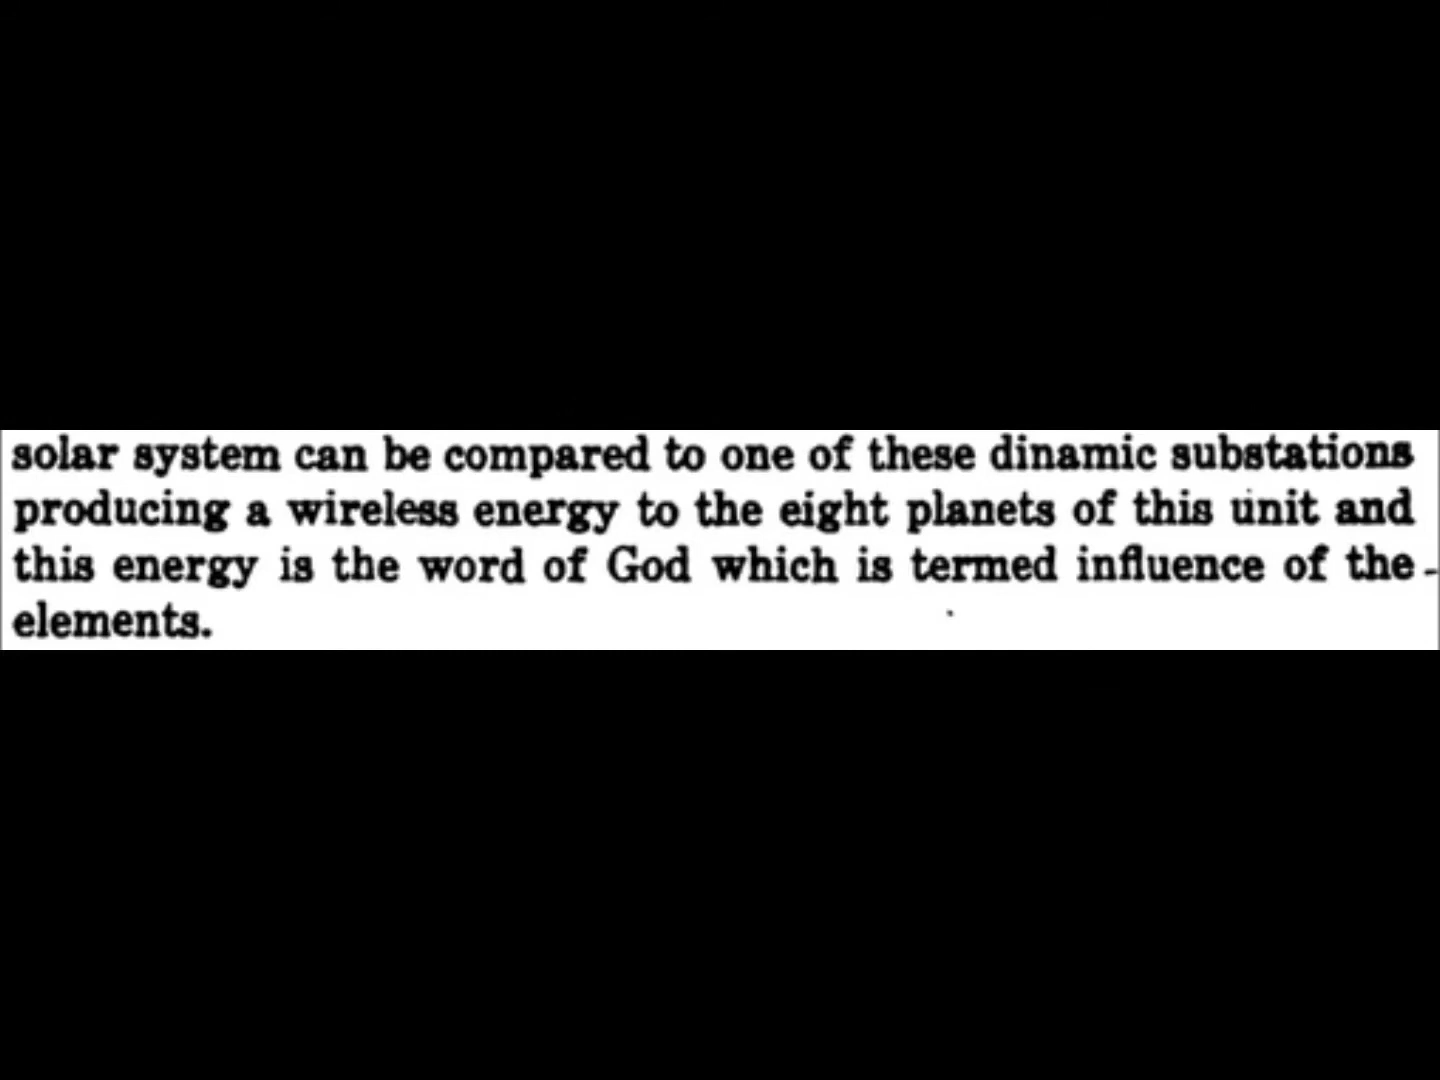 solar system can be compared to one of these dinamic substations
producing a wireless energy to the eight planets of this unit and
this energy is the word of God which is termed influence of the
elements.